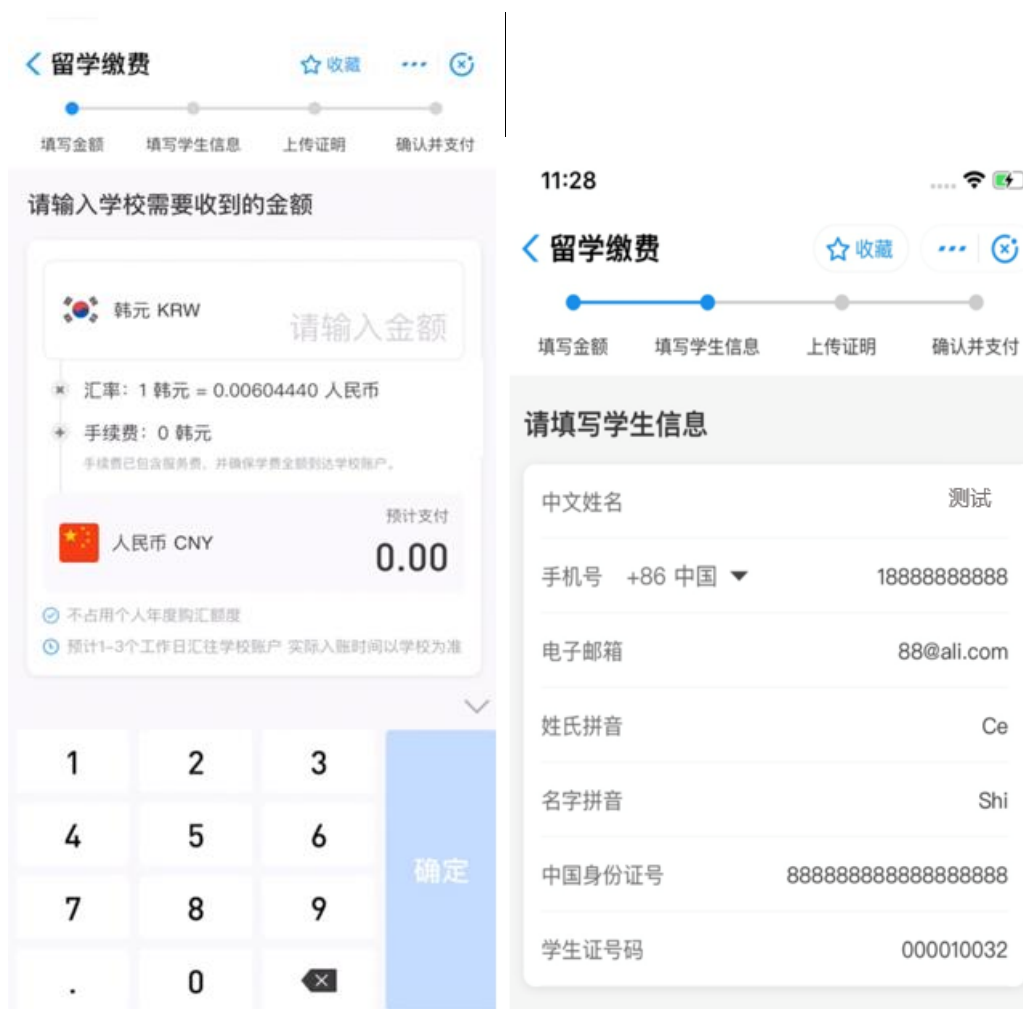 留学缴费
收藏
填写金额 填写学生信息 上传证明 确认并支付
请输入学校需要收到的金额
韩元 KRW
请输入金额
汇率：1 韩元 = 0.00604440 人民币
手续费：0 韩元
手续费已包含服务费，并确保学费全额到达学校账户。
预计支付
人民币 CNY
0.00
不占用个人年度购汇额度
预计1-3个工作日汇往学校账户 实际入账时间以学校为准
1 2 3
4 5 6
确定
7 8 9
. 0
11:28
留学缴费
收藏
填写金额 填写学生信息 上传证明 确认并支付
请填写学生信息
中文姓名 测试
手机号 +86 中国 18888888888
电子邮箱 88@ali.com
姓氏拼音 Ce
名字拼音 Shi
中国身份证号 888888888888888888
学生证号码 000010032